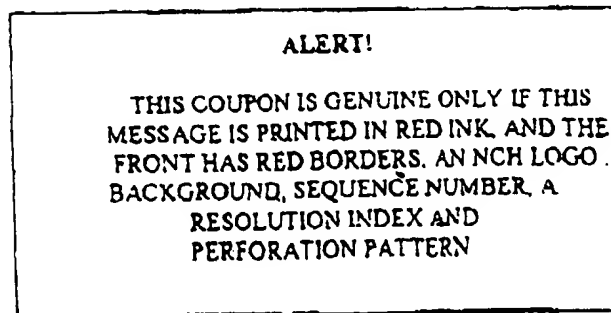 ALERT!
THIS COUPON IS GENUINE ONLY IF THIS
MESSAGE IS PRINTED IN RED INK, AND THE
FRONT HAS RED BORDERS. AN NCH LOGO.
BACKGROUND, SEQUENCE NUMBER, A
RESOLUTION INDEX AND
PERFORATION PATTERN